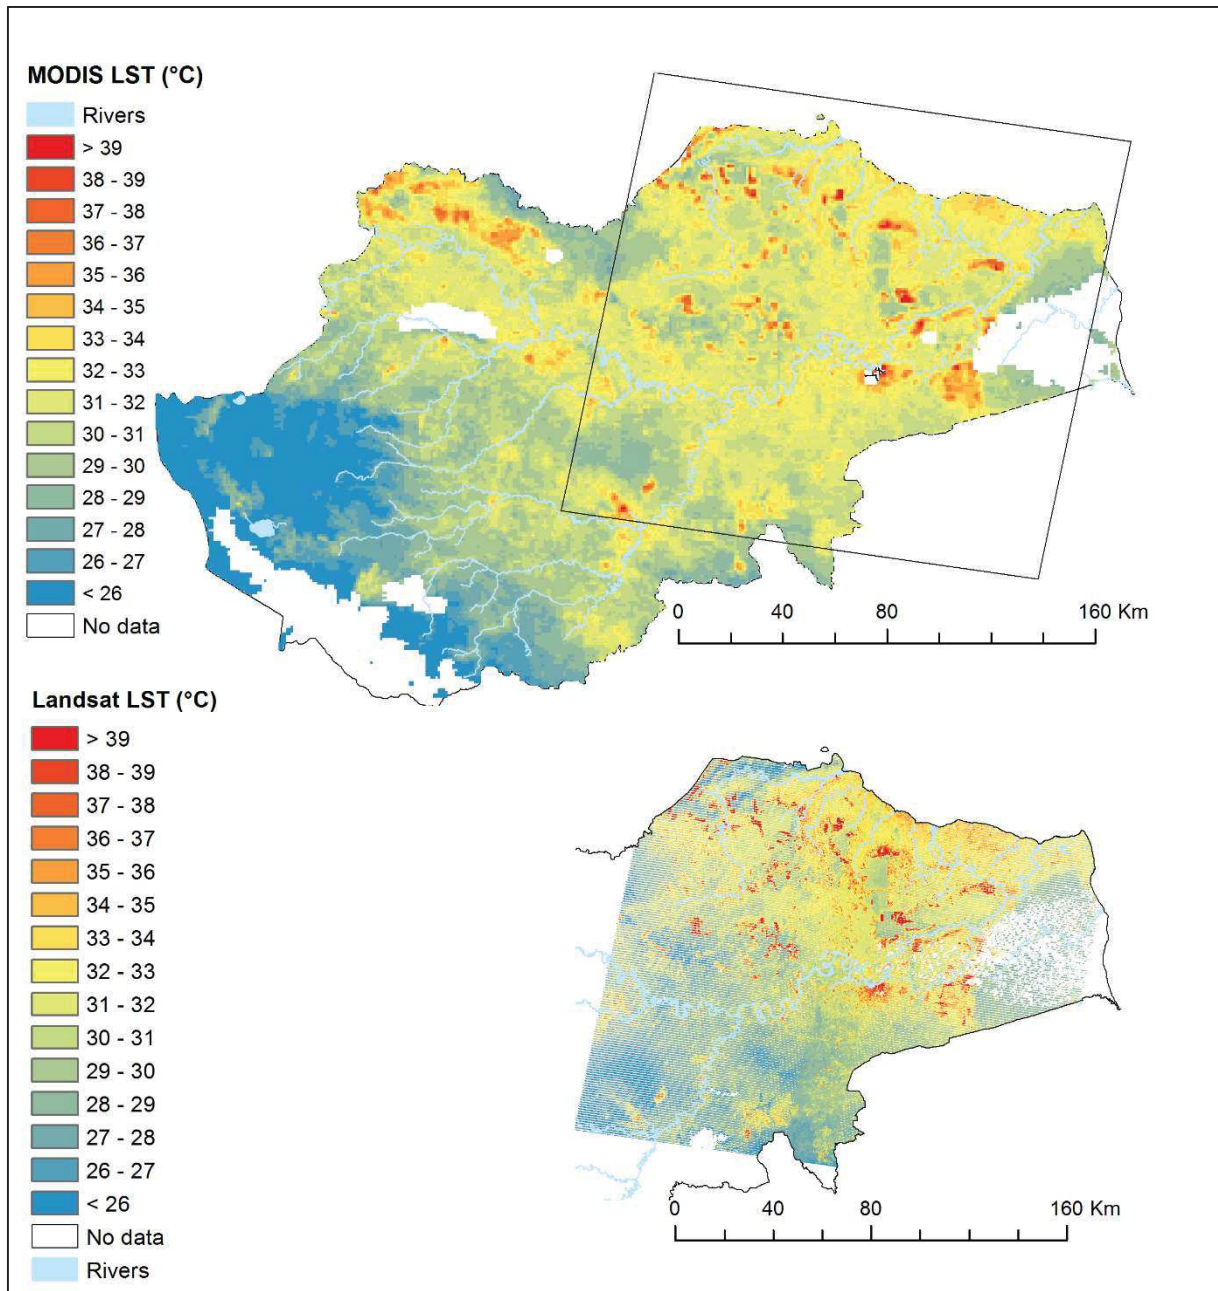 MODIS LST (°C)
Rivers
> 39
38 - 39
37 - 38
36 - 37
35 - 36
34 - 35
33 - 34
32 - 33
31 - 32
30 - 31
29 - 30
28 - 29
27 - 28
26 - 27
< 26
No data
0 40 80 160 Km
Landsat LST (°C)
> 39
38 - 39
37 - 38
36 - 37
35 - 36
34 - 35
33 - 34
32 - 33
31 - 32
30 - 31
29 - 30
28 - 29
27 - 28
26 - 27
< 26
No data
Rivers
0 40 80 160 Km